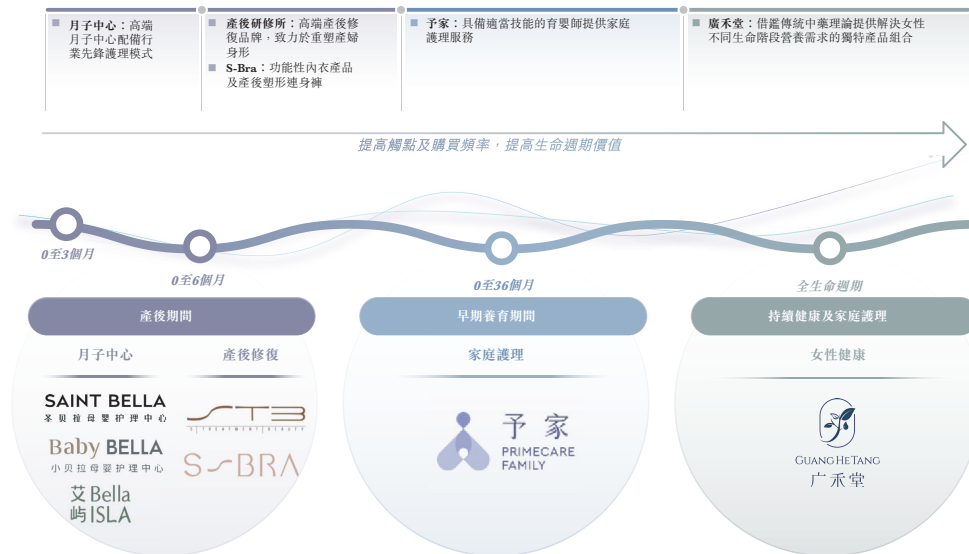 月子中心：高端
月子中心配備行
業先鋒護理模式
產後研修所：高端產後修
復品牌，致力於重塑產婦
身形
S-Bra：功能性內衣產品
及產後塑形連身褲
予家：具備適當技能的育嬰師提供家庭
護理服務
廣禾堂：借鑑傳統中藥理論提供解決女性
不同生命階段營養需求的獨特產品組合
提高觸點及購買頻率，提高生命週期價值
0至3個月
0至6個月
0至36個月
全生命週期
產後期間
早期養育期間
持續健康及家庭護理
月子中心
產後修復
家庭護理
女性健康
SAINT BELLA
圣贝拉母婴护理中心
Baby BELLA
小贝拉母婴护理中心
艾屿 Bella
ISLA
STB
S|TREATMENT|BEAUTY
S-BRA
予家
PRIMECARE
FAMILY
GUANG HE TANG
广禾堂